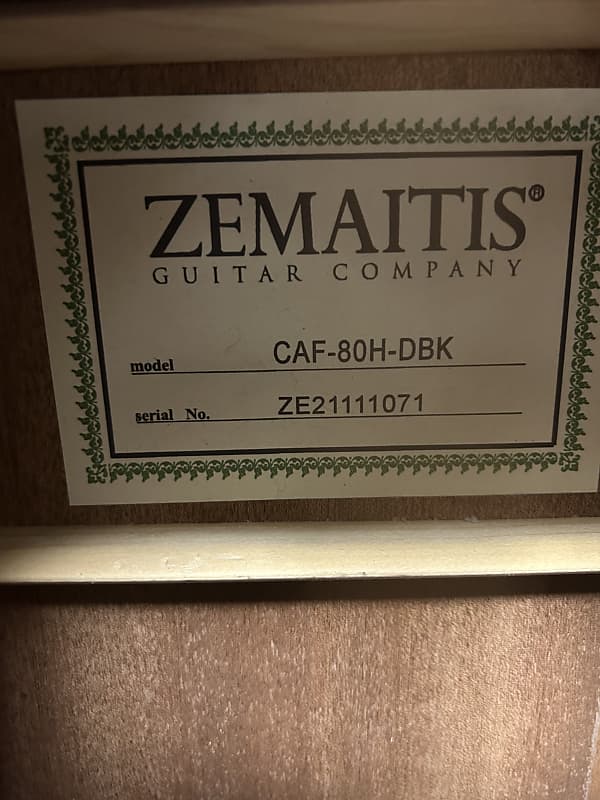 ZEMAITIS®
GUITAR COMPANY
model CAF-80H-DBK
serial No. ZE21111071